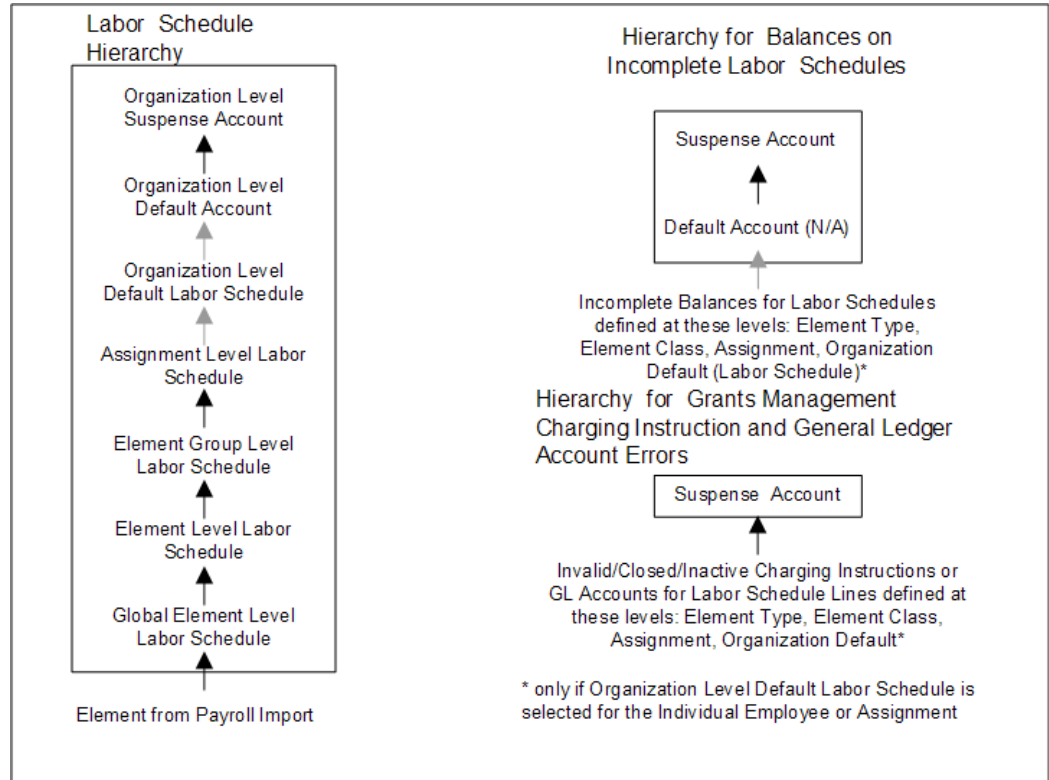 Labor Schedule
Hierarchy
Organization Level
Suspense Account
Organization Level
Default Account
Organization Level
Default Labor Schedule
Assignment Level Labor
Schedule
Element Group Level
Labor Schedule
Element Level Labor
Schedule
Global Element Level
Labor Schedule
Element from Payroll Import
Hierarchy for Balances on
Incomplete Labor Schedules
Suspense Account
Default Account (N/A)
Incomplete Balances for Labor Schedules
defined at these levels: Element Type,
Element Class, Assignment, Organization
Default (Labor Schedule)*
Hierarchy for Grants Management
Charging Instruction and General Ledger
Account Errors
Suspense Account
Invalid/Closed/Inactive Charging Instructions or
GL Accounts for Labor Schedule Lines defined at
these levels: Element Type, Element Class,
Assignment, Organization Default*
* only if Organization Level Default Labor Schedule is
selected for the Individual Employee or Assignment